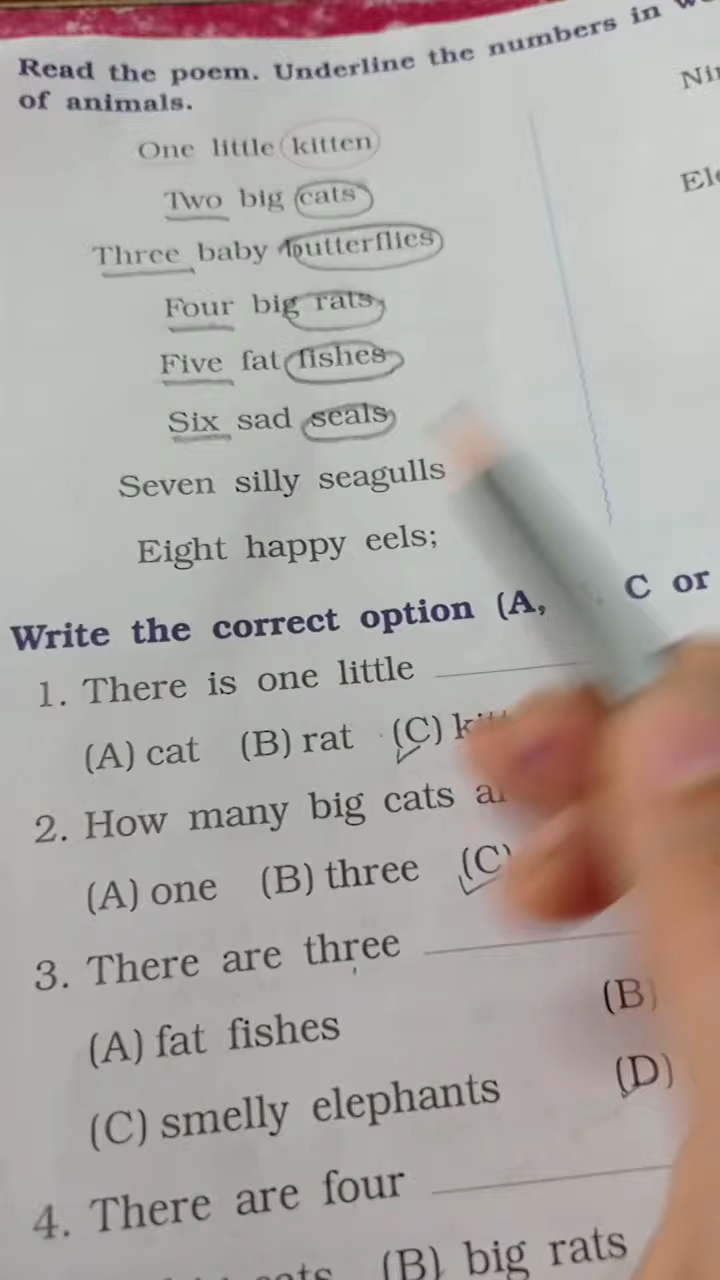 Read the poem. Underline the numbers in
of animals.
One little kitten
Two big cats
Three baby butterflies
Four big rats
Five fat fishes
Six sad seals
Seven silly seagulls
Eight happy eels;
Write the correct option (A, C or
1. There is one little
(A) cat (B) rat (C)
2. How many big cats
(A) one (B) three (C)
3. There are three
(A) fat fishes (B)
(C) smelly elephants (D)
4. There are four
(B) big rats